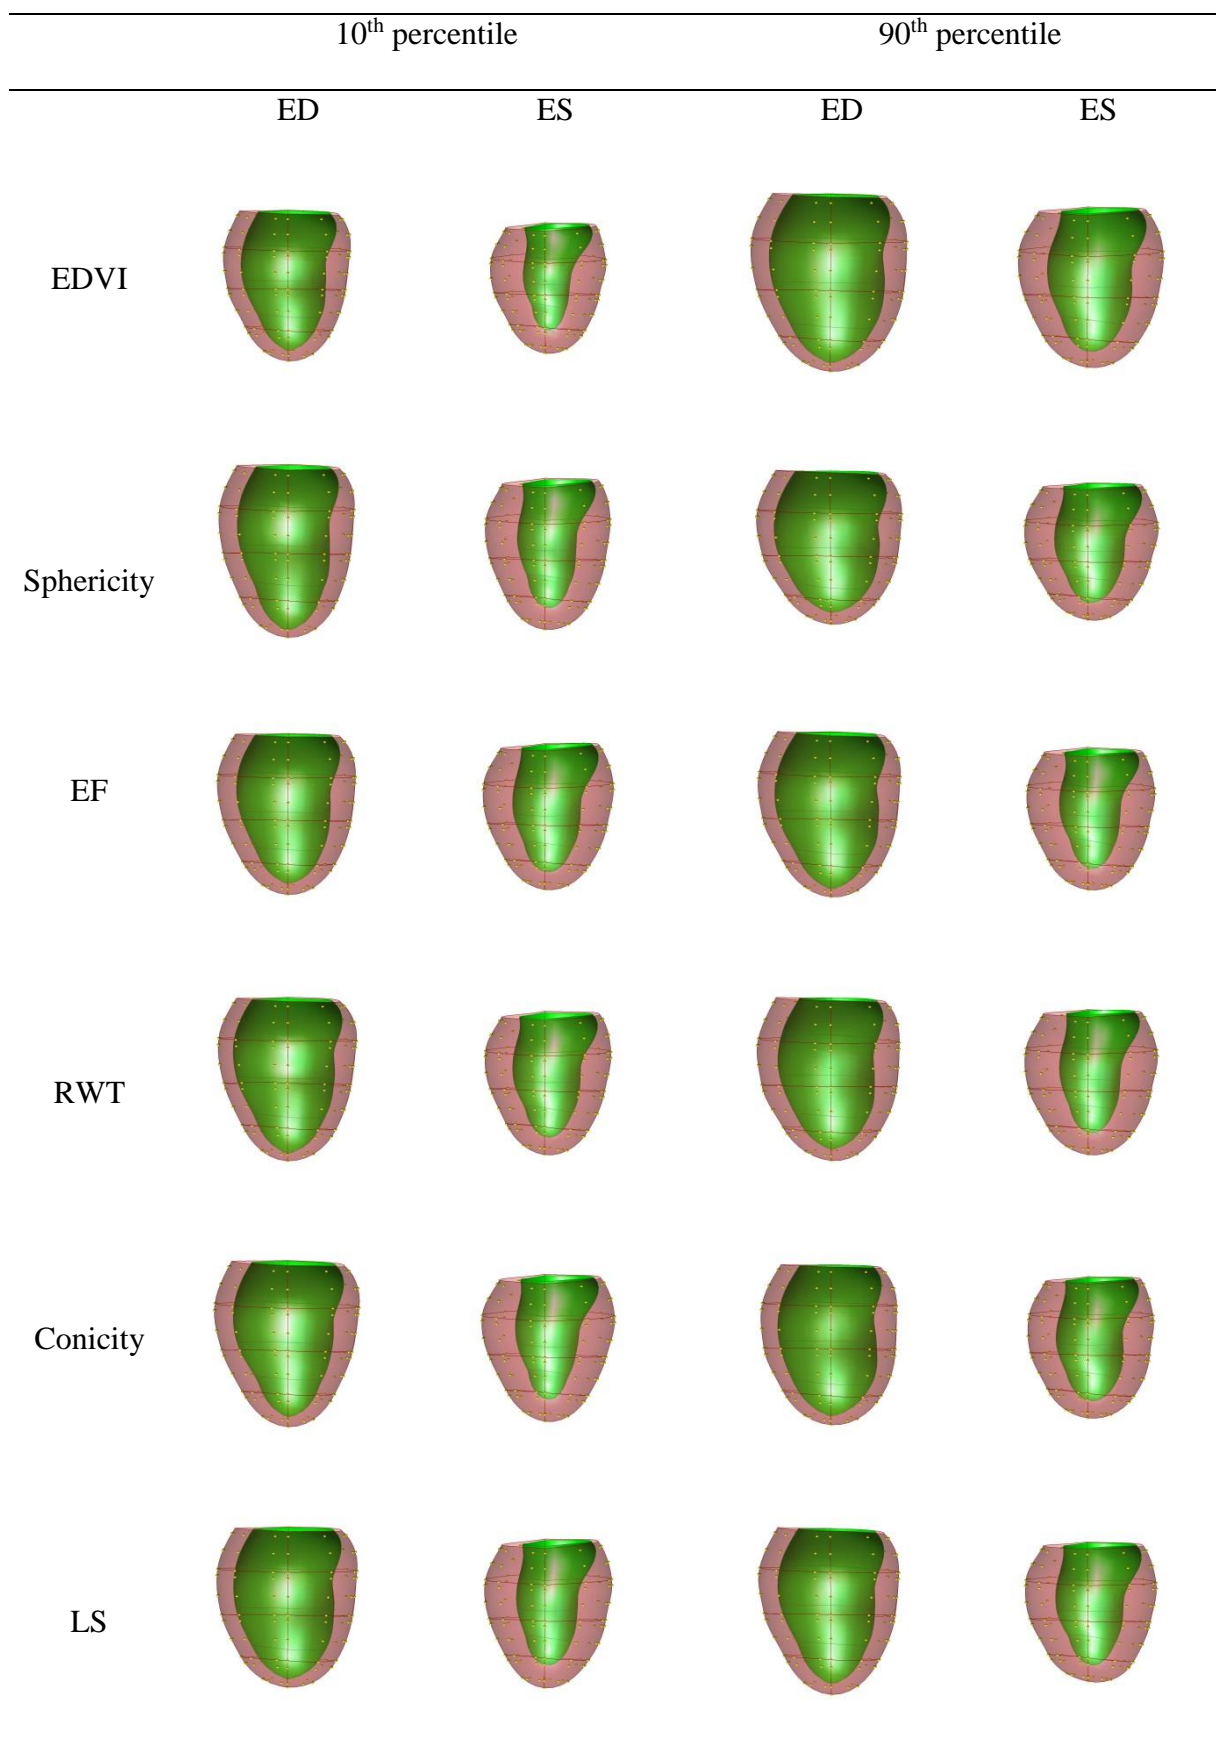 10th percentile 90th percentile
ED ES ED ES
EDVI
Sphericity
EF
RWT
Conicity
LS